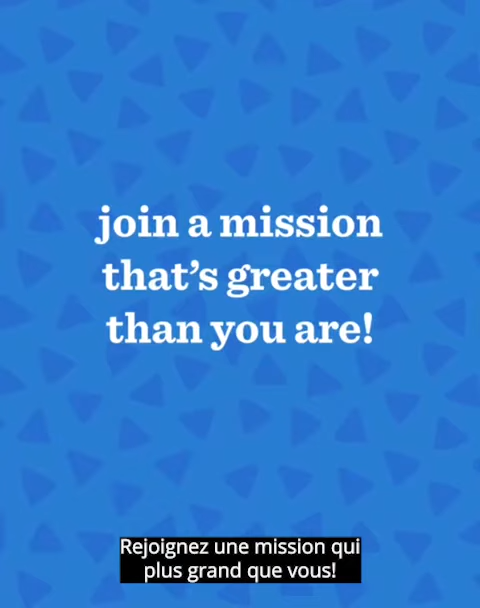 join a mission
that's greater
than you are!
Rejoignez une mission qui
plus grand que vous!